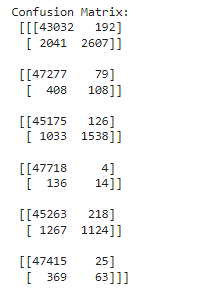 Confusion Matrix:
[[[43032 192]
[ 2041 2607]]
[[47277 79]
[ 408 108]]
[[45175 126]
[ 1033 1538]]
[[47718 4]
[ 136 14]]
[[45263 218]
[ 1267 1124]]
[[47415 25]
[ 369 63]]]